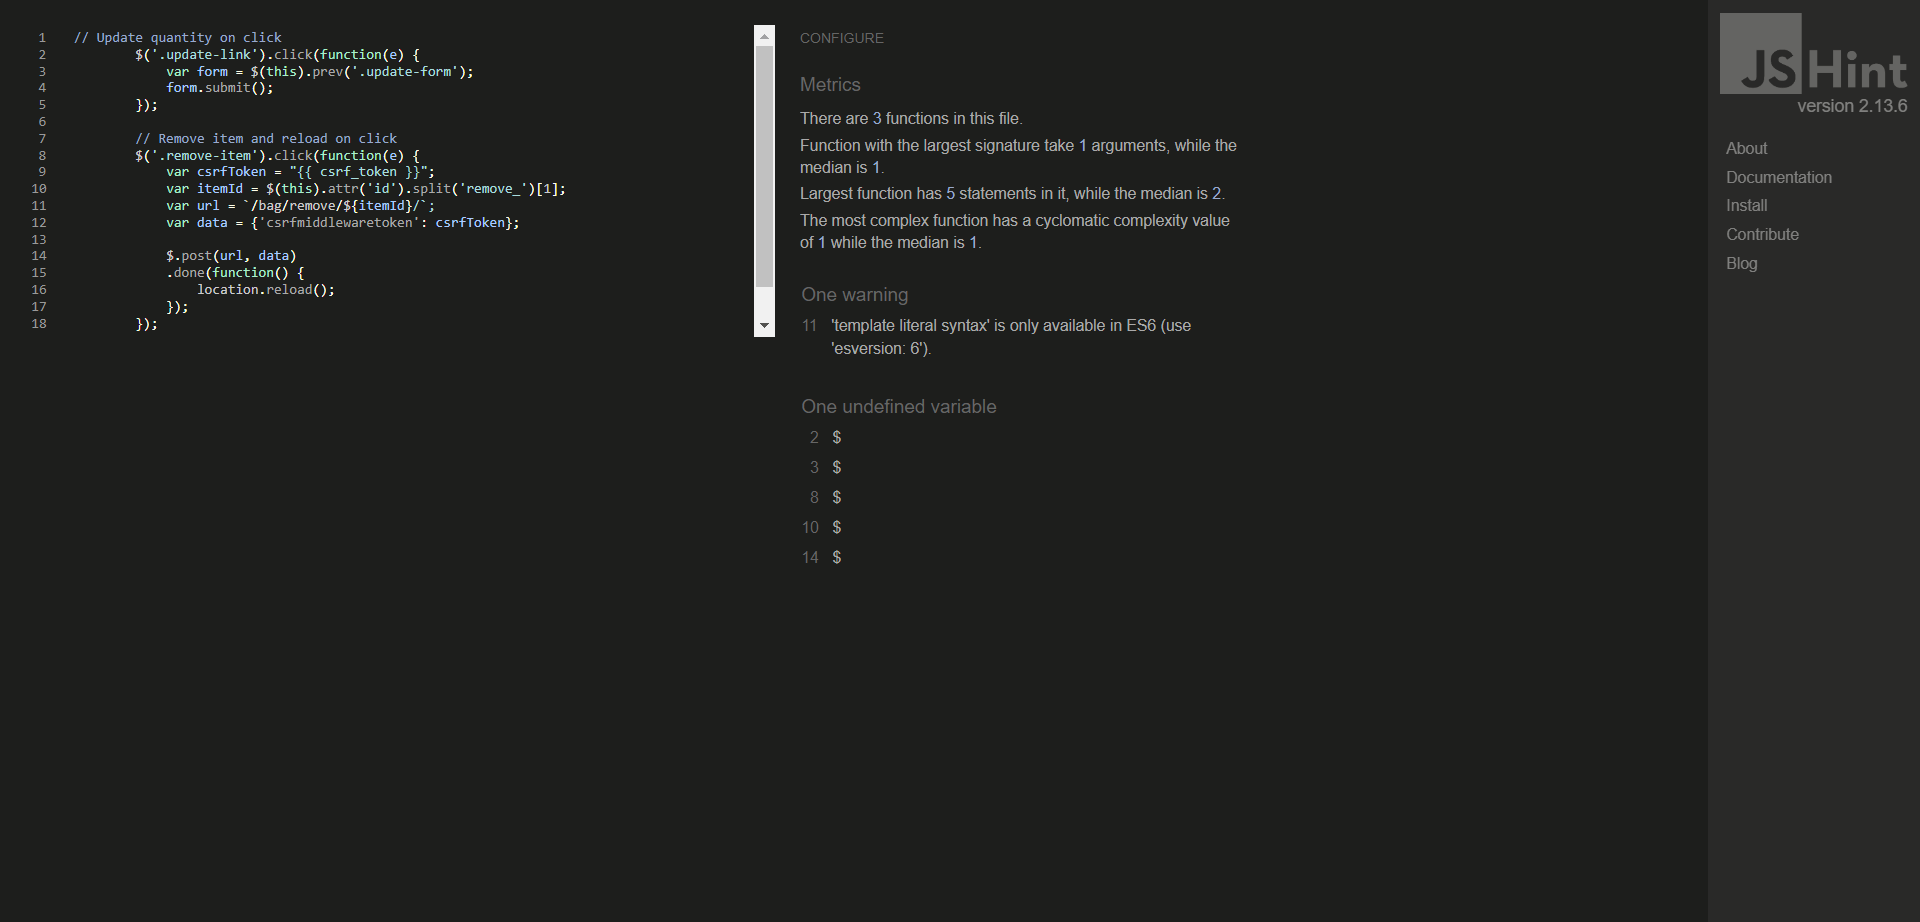 1 // Update quantity on click
2 $('.update-link').click(function(e) {
3 var form = $(this).prev('.update-form');
4 form.submit();
5 });
6
7 // Remove item and reload on click
8 $('.remove-item').click(function(e) {
9 var csrfToken = "{{ csrf_token }}";
10 var itemId = $(this).attr('id').split('remove_')[1];
11 var url = `/bag/remove/${itemId}/`;
12 var data = {'csrfmiddlewaretoken': csrfToken};
13
14 $.post(url, data)
15 .done(function() {
16 location.reload();
17 });
18 });
CONFIGURE
Metrics
There are 3 functions in this file.
Function with the largest signature take 1 arguments, while the
median is 1.
Largest function has 5 statements in it, while the median is 2.
The most complex function has a cyclomatic complexity value
of 1 while the median is 1.
One warning
11 'template literal syntax' is only available in ES6 (use
'esversion: 6').
One undefined variable
2 $
3 $
8 $
10 $
14 $
JSHint
version 2.13.6
About
Documentation
Install
Contribute
Blog